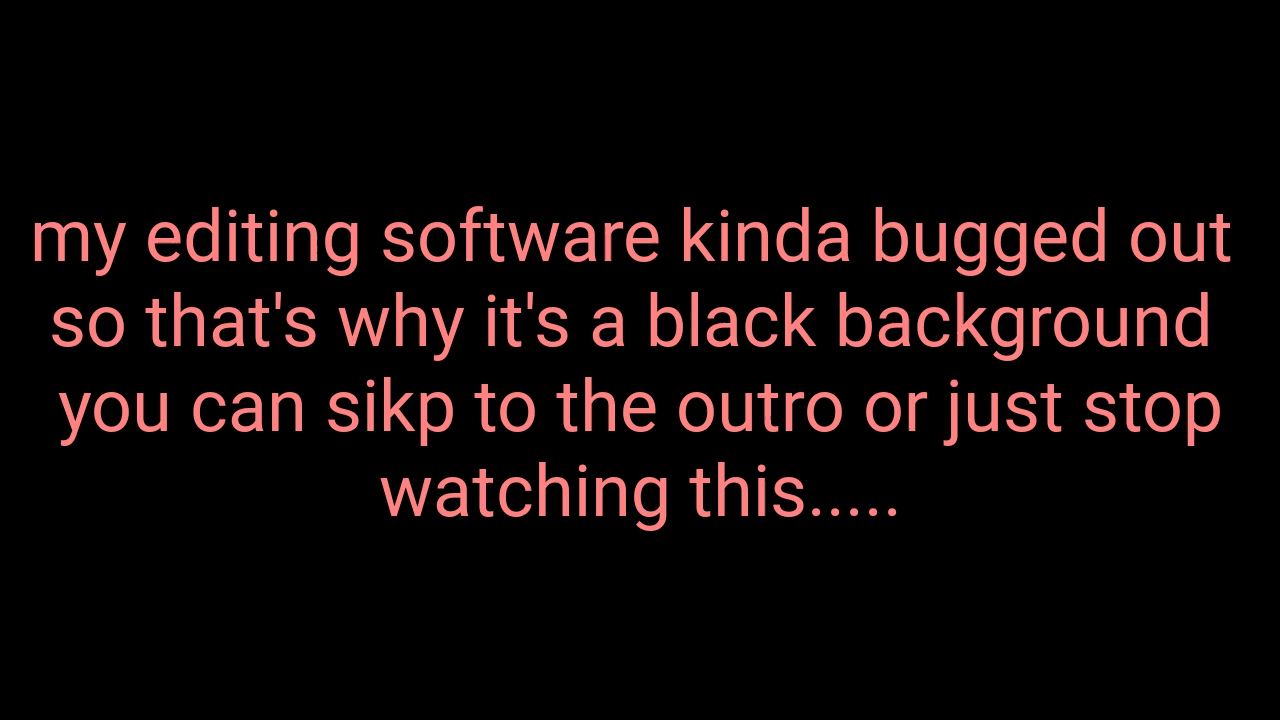 my editing software kinda bugged out
so that's why it's a black background
you can sikp to the outro or just stop
watching this.....